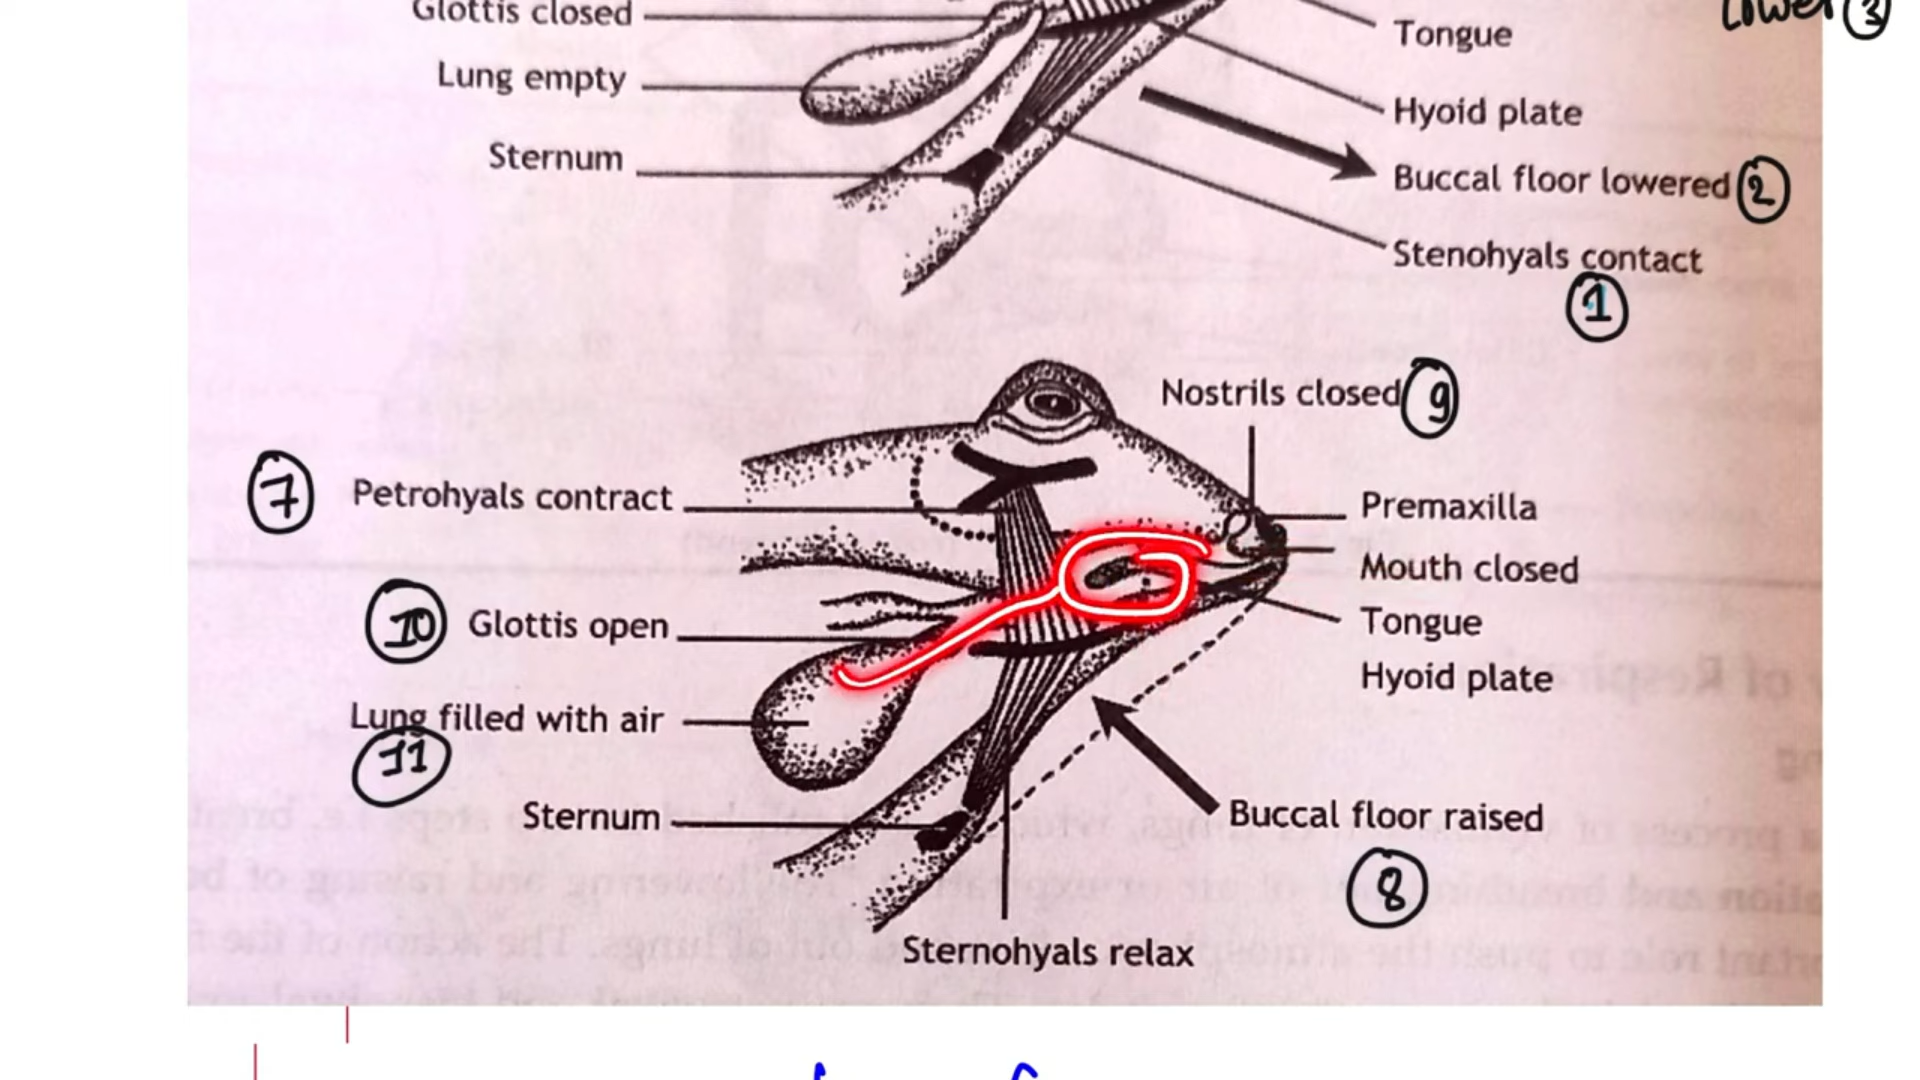 Glottis closed
Lung empty
Sternum
Lower 3
Tongue
Hyoid plate
Buccal floor lowered 2
Stenohyals contact
1
Nostrils closed 9
7 Petrohyals contract
Premaxilla
Mouth closed
10 Glottis open
Tongue
Hyoid plate
Lung filled with air
11
Sternum
Buccal floor raised
8
Sternohyals relax